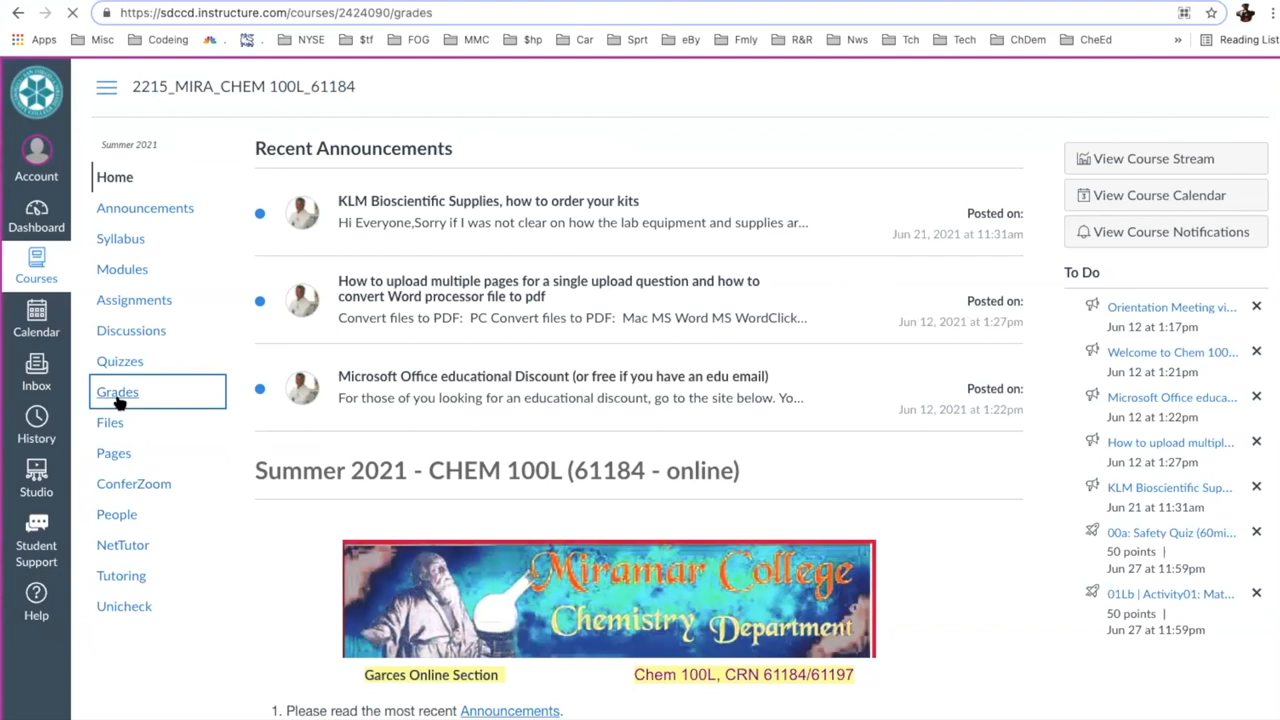 https://sdccd.instructure.com/courses/2424090/grades
Apps Misc Codeing . . NYSE $tf FOG MMC $hp Car Sprt eBy Fmly R&R Nws Tch Tech ChDem CheEd » Reading List
2215_MIRA_CHEM 100L_61184
Account
Dashboard
Courses
Calendar
Inbox
History
Studio
Student
Support
Help
Summer 2021
Home
Announcements
Syllabus
Modules
Assignments
Discussions
Quizzes
Grades
Files
Pages
ConferZoom
People
NetTutor
Tutoring
Unicheck
Recent Announcements
KLM Bioscientific Supplies, how to order your kits
Hi Everyone,Sorry if I was not clear on how the lab equipment and supplies ar...
Posted on:
Jun 21, 2021 at 11:31am
How to upload multiple pages for a single upload question and how to
convert Word processor file to pdf
Convert files to PDF: PC Convert files to PDF: Mac MS Word MS WordClick...
Posted on:
Jun 12, 2021 at 1:27pm
Microsoft Office educational Discount (or free if you have an edu email)
For those of you looking for an educational discount, go to the site below. Yo...
Posted on:
Jun 12, 2021 at 1:22pm
Summer 2021 - CHEM 100L (61184 - online)
Miramar College
Chemistry Department
Garces Online Section
Chem 100L, CRN 61184/61197
1. Please read the most recent Announcements.
View Course Stream
View Course Calendar
View Course Notifications
To Do
Orientation Meeting vi...
Jun 12 at 1:17pm
Welcome to Chem 100...
Jun 12 at 1:21pm
Microsoft Office educa...
Jun 12 at 1:22pm
How to upload multipl...
Jun 12 at 1:27pm
KLM Bioscientific Sup...
Jun 21 at 11:31am
00a: Safety Quiz (60mi...
50 points |
Jun 27 at 11:59pm
01Lb | Activity01: Mat...
50 points |
Jun 27 at 11:59pm